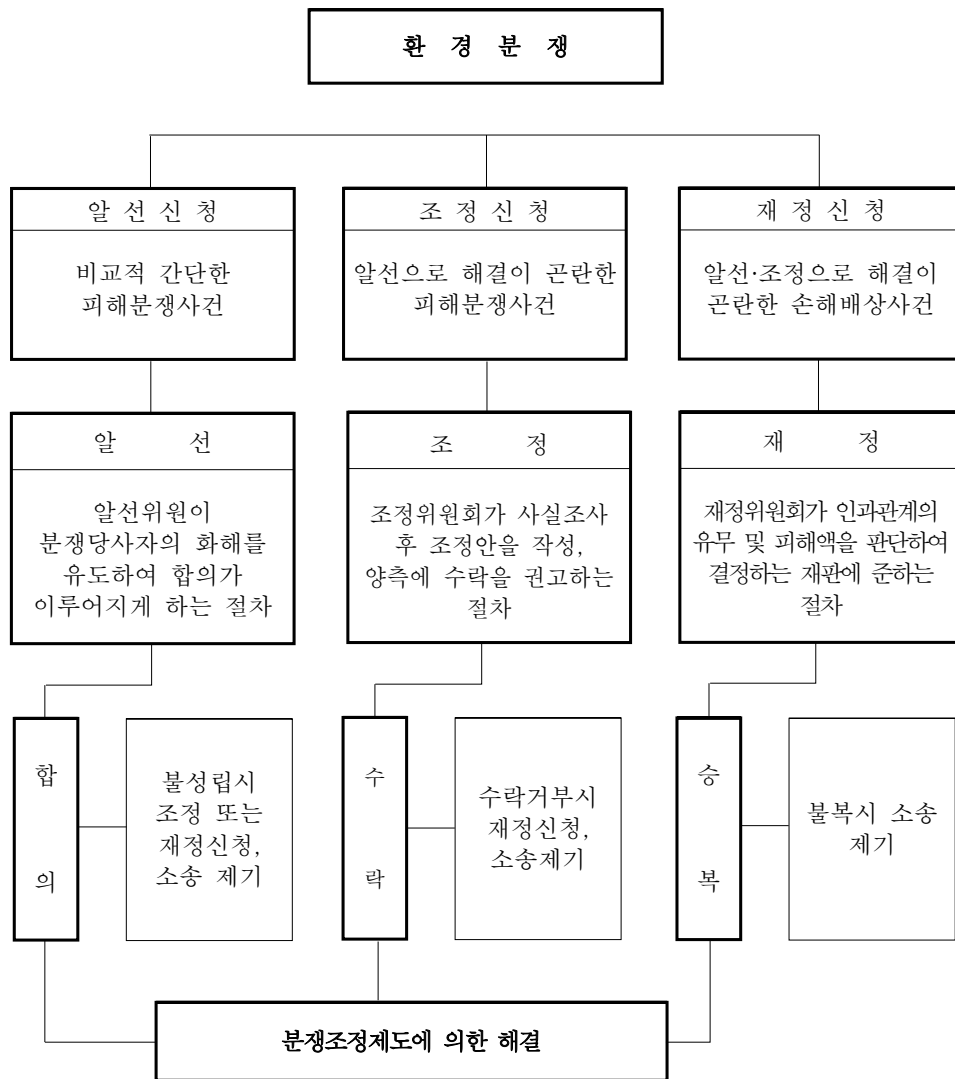 환 경 분 쟁
알 선 신 청
비교적 간단한
피해분쟁사건
조 정 신 청
알선으로 해결이 곤란한
피해분쟁사건
재 정 신 청
알선·조정으로 해결이
곤란한 손해배상사건
알 선
알선위원이
분쟁당사자의 화해를
유도하여 합의가
이루어지게 하는 절차
조 정
조정위원회가 사실조사
후 조정안을 작성,
양측에 수락을 권고하는
절차
재 정
재정위원회가 인과관계의
유무 및 피해액을 판단하여
결정하는 재판에 준하는
절차
합
의
불성립시
조정 또는
재정신청,
소송 제기
수
락
수락거부시
재정신청,
소송제기
승
복
불복시 소송
제기
분쟁조정제도에 의한 해결